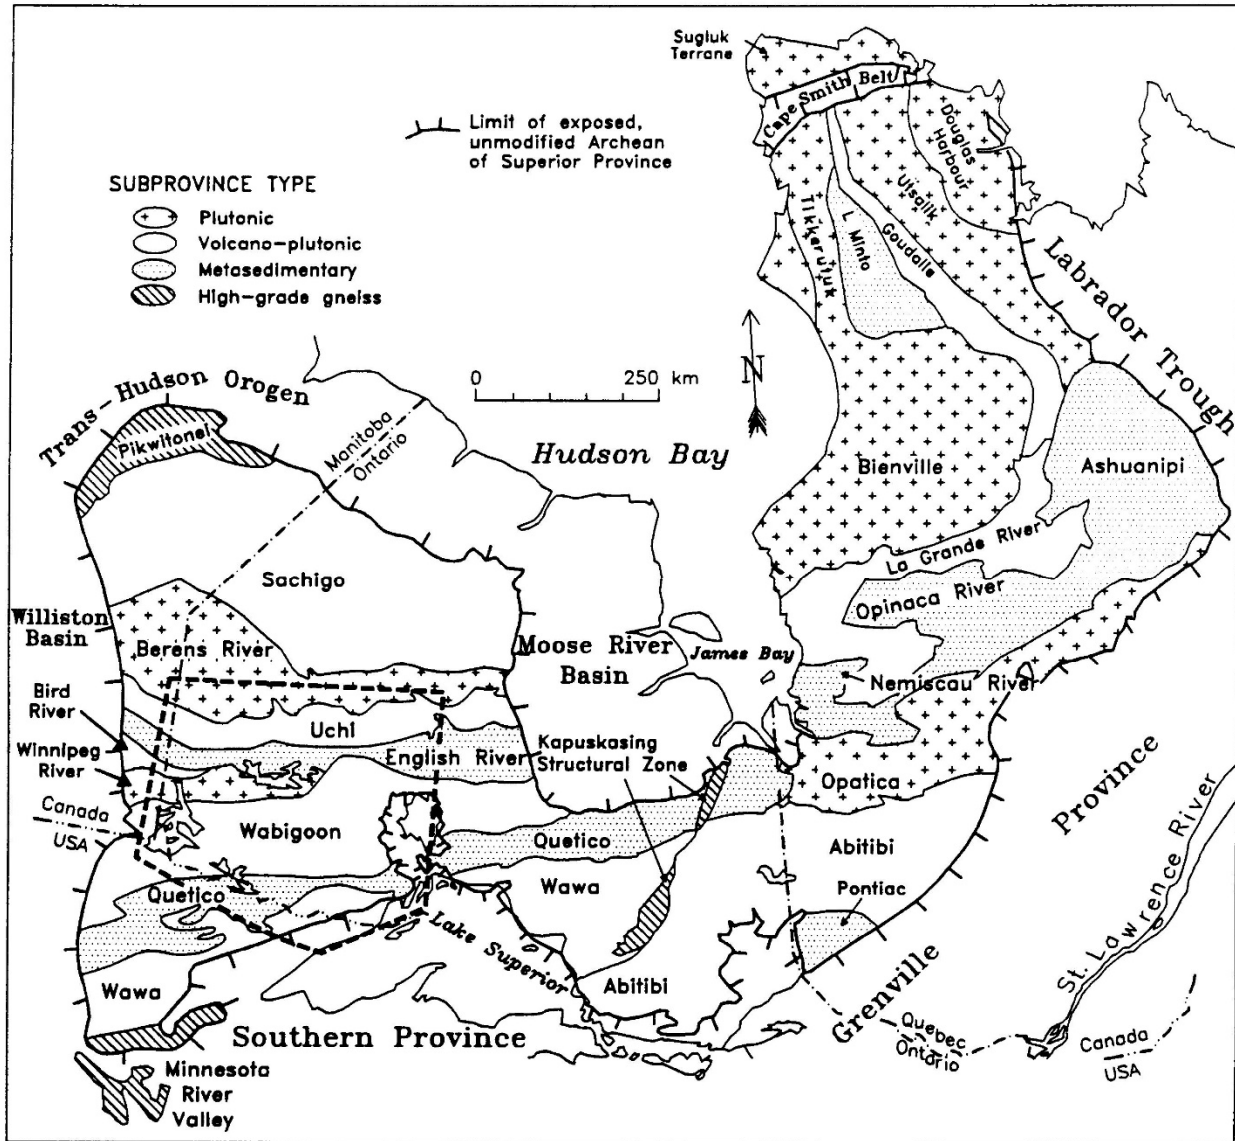 Sugluk
Terrane
Cape Smith Belt
Limit of exposed,
unmodified Archean
of Superior Province
Douglas
Harbour
SUBPROVINCE TYPE
Plutonic
Volcano-plutonic
Metasedimentary
High-grade gneiss
Utsalik
Tikkerutuk
L. Minto
Goudalie
Labrador Trough
N
0 250 km
Trans-Hudson Orogen
Pikwitonei
Manitoba
Ontario
Hudson Bay
Bienville
Ashuanipi
La Grande River
Sachigo
Opinaca River
Williston
Basin
Berens River
Moose River
Basin
James Bay
Nemiscau River
Bird
River
Uchi
English River
Kapuskasing
Structural Zone
Winnipeg
River
Opatica
Province
Canada
USA
Wabigoon
Quetico
Abitibi
Wawa
Quetico
Pontiac
St. Lawrence River
Lake Superior
Wawa
Abitibi
Grenville
Southern Province
Quebec
Ontario
Canada
USA
Minnesota
River
Valley